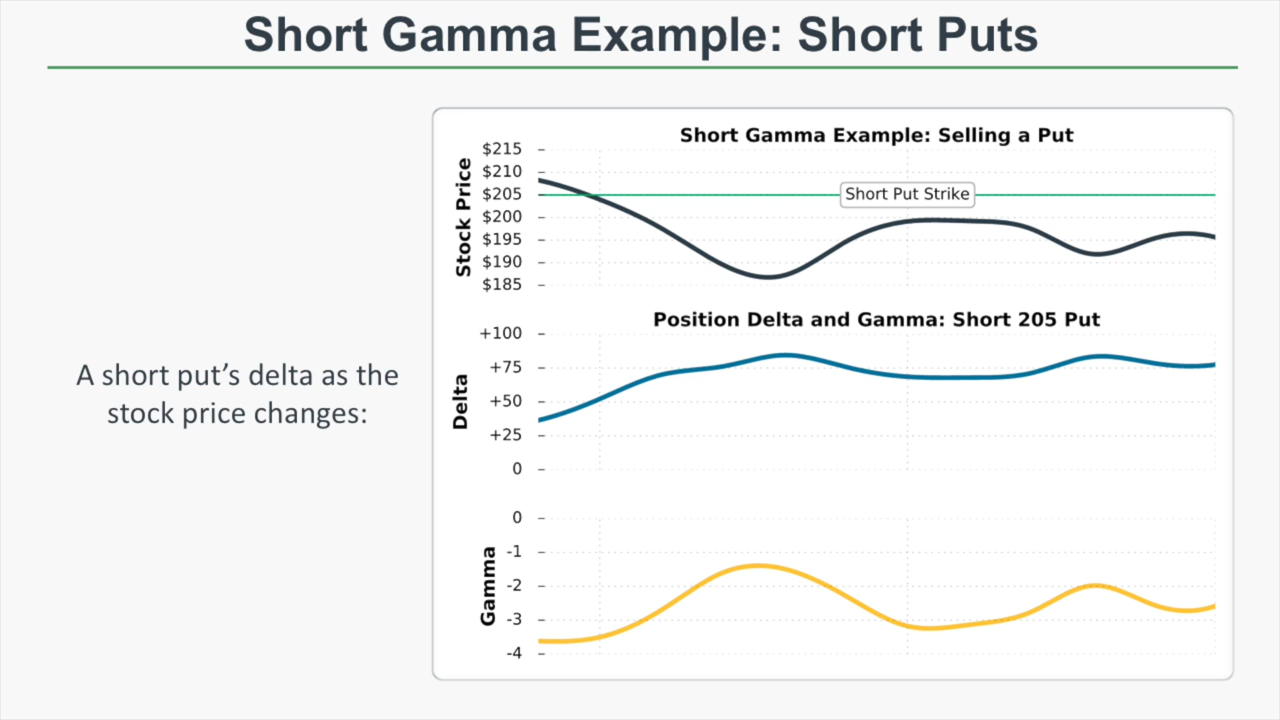 Short Gamma Example: Short Puts
A short put’s delta as the
stock price changes:
Short Gamma Example: Selling a Put
Stock Price
$215
$210
$205
$200
$195
$190
$185
Short Put Strike
Position Delta and Gamma: Short 205 Put
Delta
+100
+75
+50
+25
0
Gamma
0
-1
-2
-3
-4